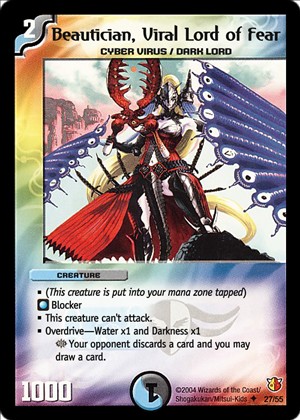 2
Beautician, Viral Lord of Fear
CYBER VIRUS / DARK LORD
CREATURE
▪ (This creature is put into your mana zone tapped)
▪ Blocker
▪ This creature can't attack.
▪ Overdrive—Water x1 and Darkness x1
Your opponent discards a card and you may
draw a card.
1000
1
©2004 Wizards of the Coast/
Shogakukan/Mitsui-Kids ♦ 27/55